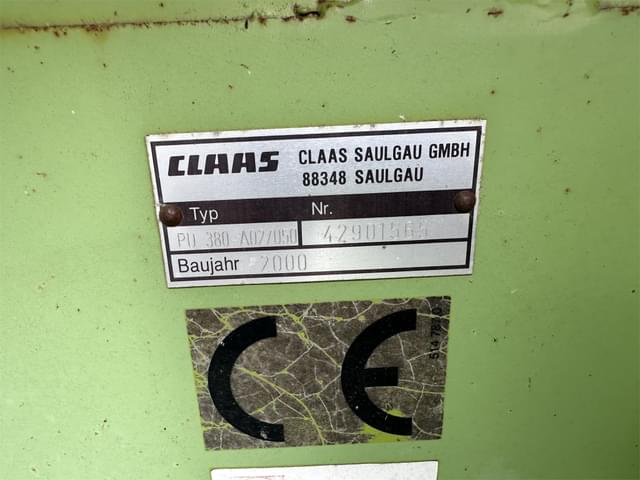 CLAAS
CLAAS SAULGAU GMBH
88348 SAULGAU
Typ Nr.
PU 380-A02/050 42901565
Baujahr 2000
CE